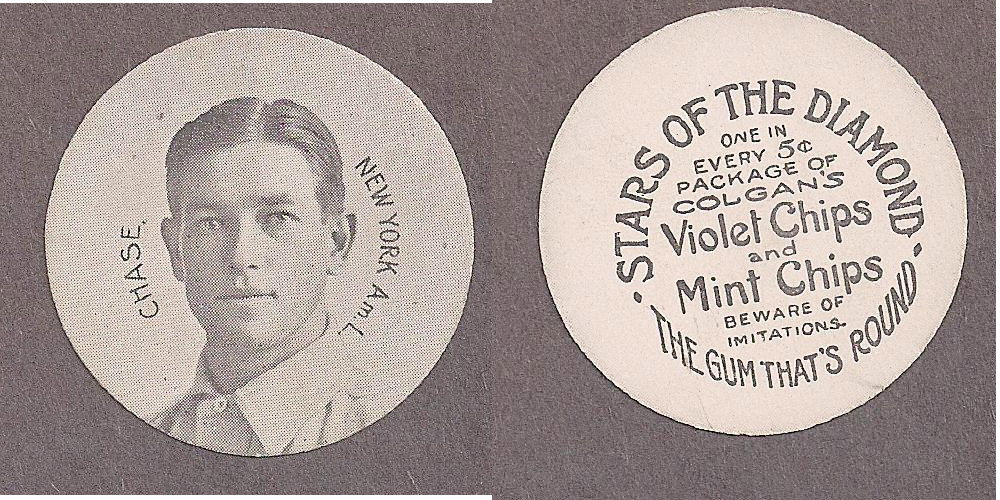 CHASE
NEW YORK Am L
·STARS OF THE DIAMOND·
ONE IN
EVERY 5¢
PACKAGE OF
COLGAN'S
Violet Chips
and
Mint Chips
BEWARE OF
IMITATIONS.
THE GUM THAT'S ROUND